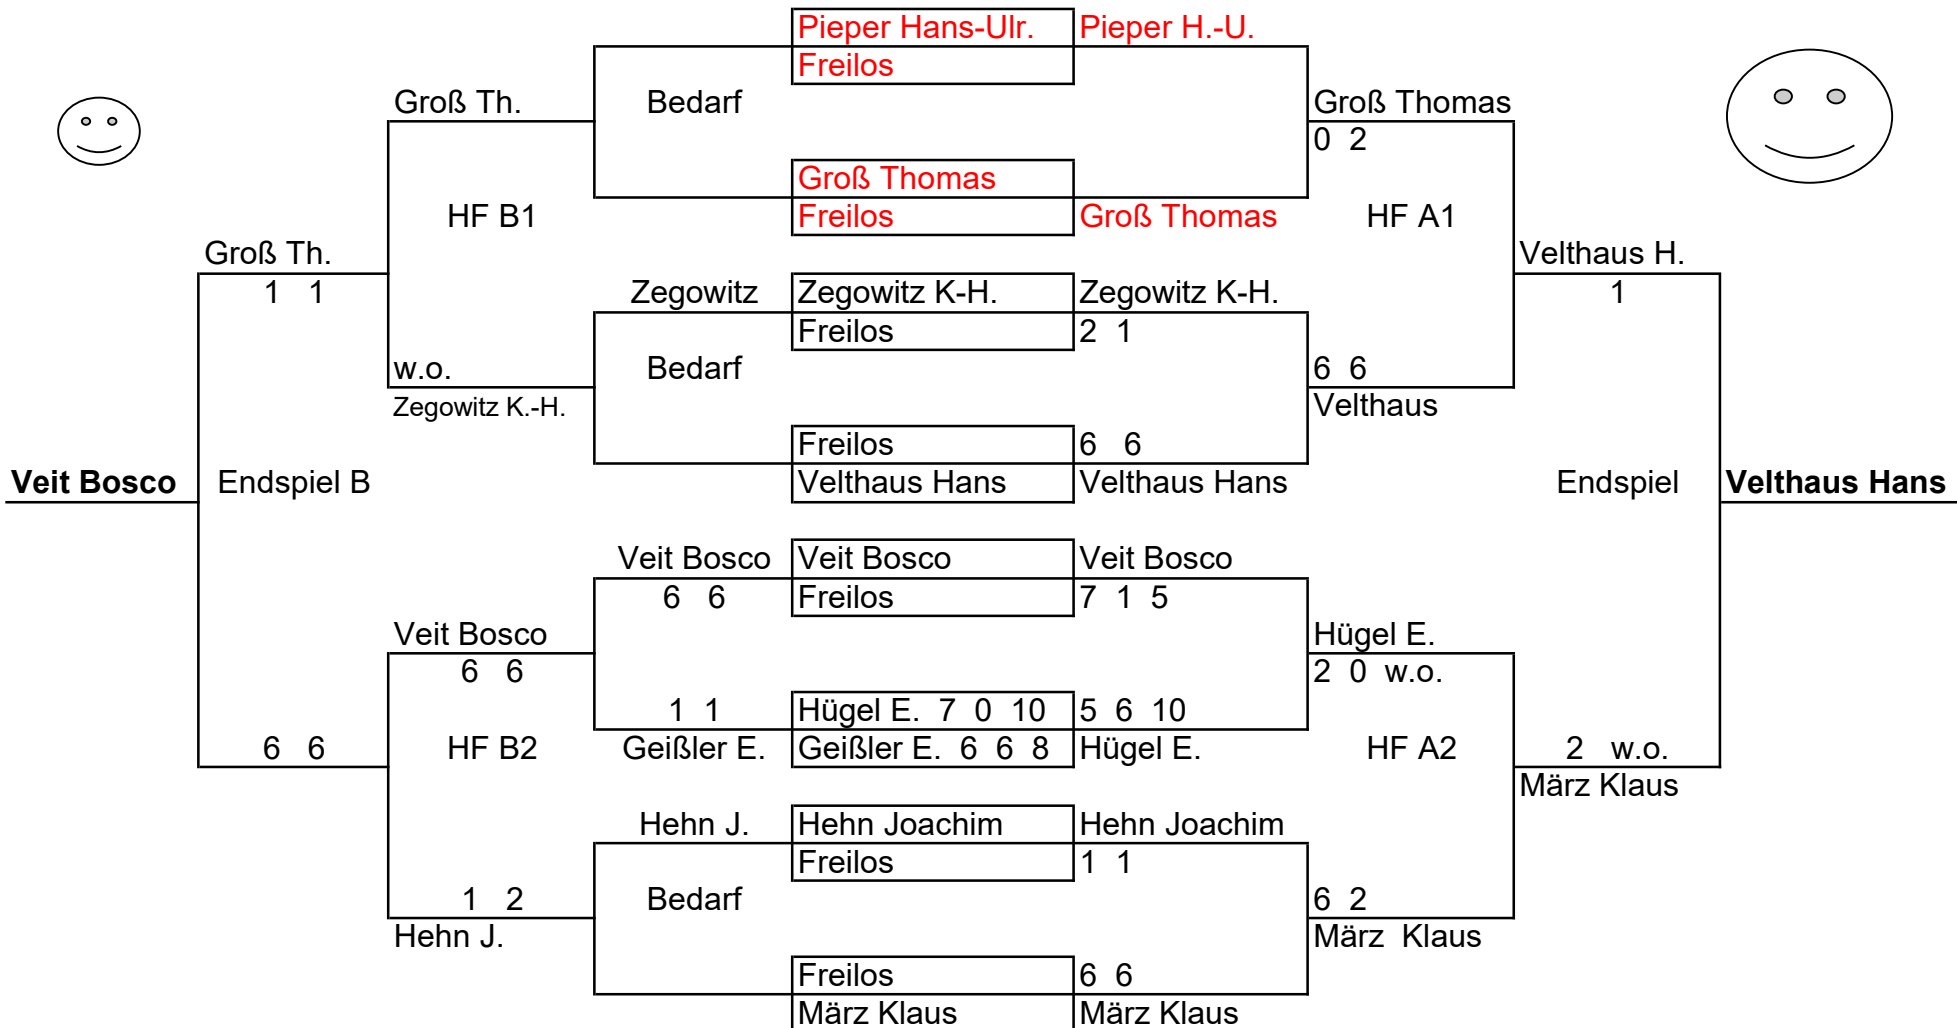 Pieper Hans-Ulr. Pieper H.-U.
Freilos
Groß Th. Bedarf Groß Thomas
0 2
Groß Thomas
HF B1 Freilos Groß Thomas HF A1
Groß Th. Velthaus H.
1 1 Zegowitz Zegowitz K-H. Zegowitz K-H. 1
Freilos 2 1
w.o. Bedarf 6 6
Zegowitz K.-H. Velthaus
Freilos 6 6
Veit Bosco Endspiel B Velthaus Hans Velthaus Hans Endspiel Velthaus Hans
Veit Bosco Veit Bosco Veit Bosco
6 6 Freilos 7 1 5
Veit Bosco Hügel E.
6 6 2 0 w.o.
1 1 Hügel E. 7 0 10 5 6 10
6 6 HF B2 Geißler E. Geißler E. 6 6 8 Hügel E. HF A2 2 w.o.
März Klaus
Hehn J. Hehn Joachim Hehn Joachim
Freilos 1 1
1 2 Bedarf 6 2
Hehn J. März Klaus
Freilos 6 6
März Klaus März Klaus